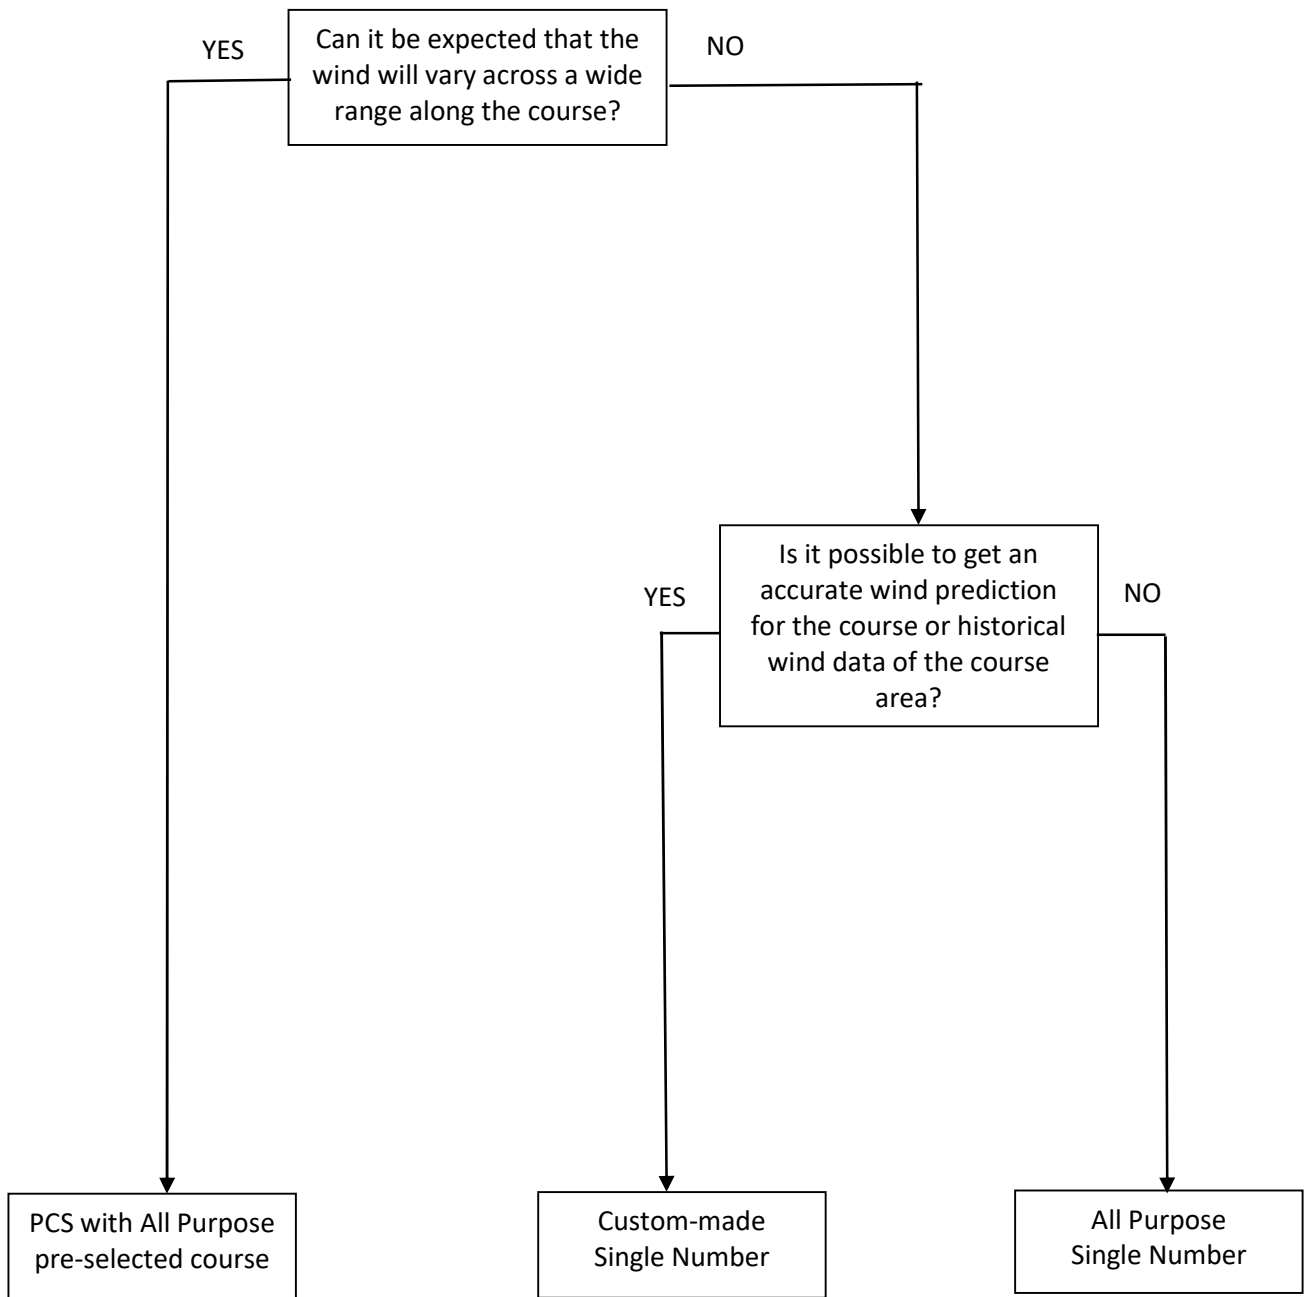 YES
Can it be expected that the
wind will vary across a wide
range along the course?
NO
Is it possible to get an
accurate wind prediction
for the course or historical
wind data of the course
area?
YES
NO
PCS with All Purpose
pre-selected course
Custom-made
Single Number
All Purpose
Single Number